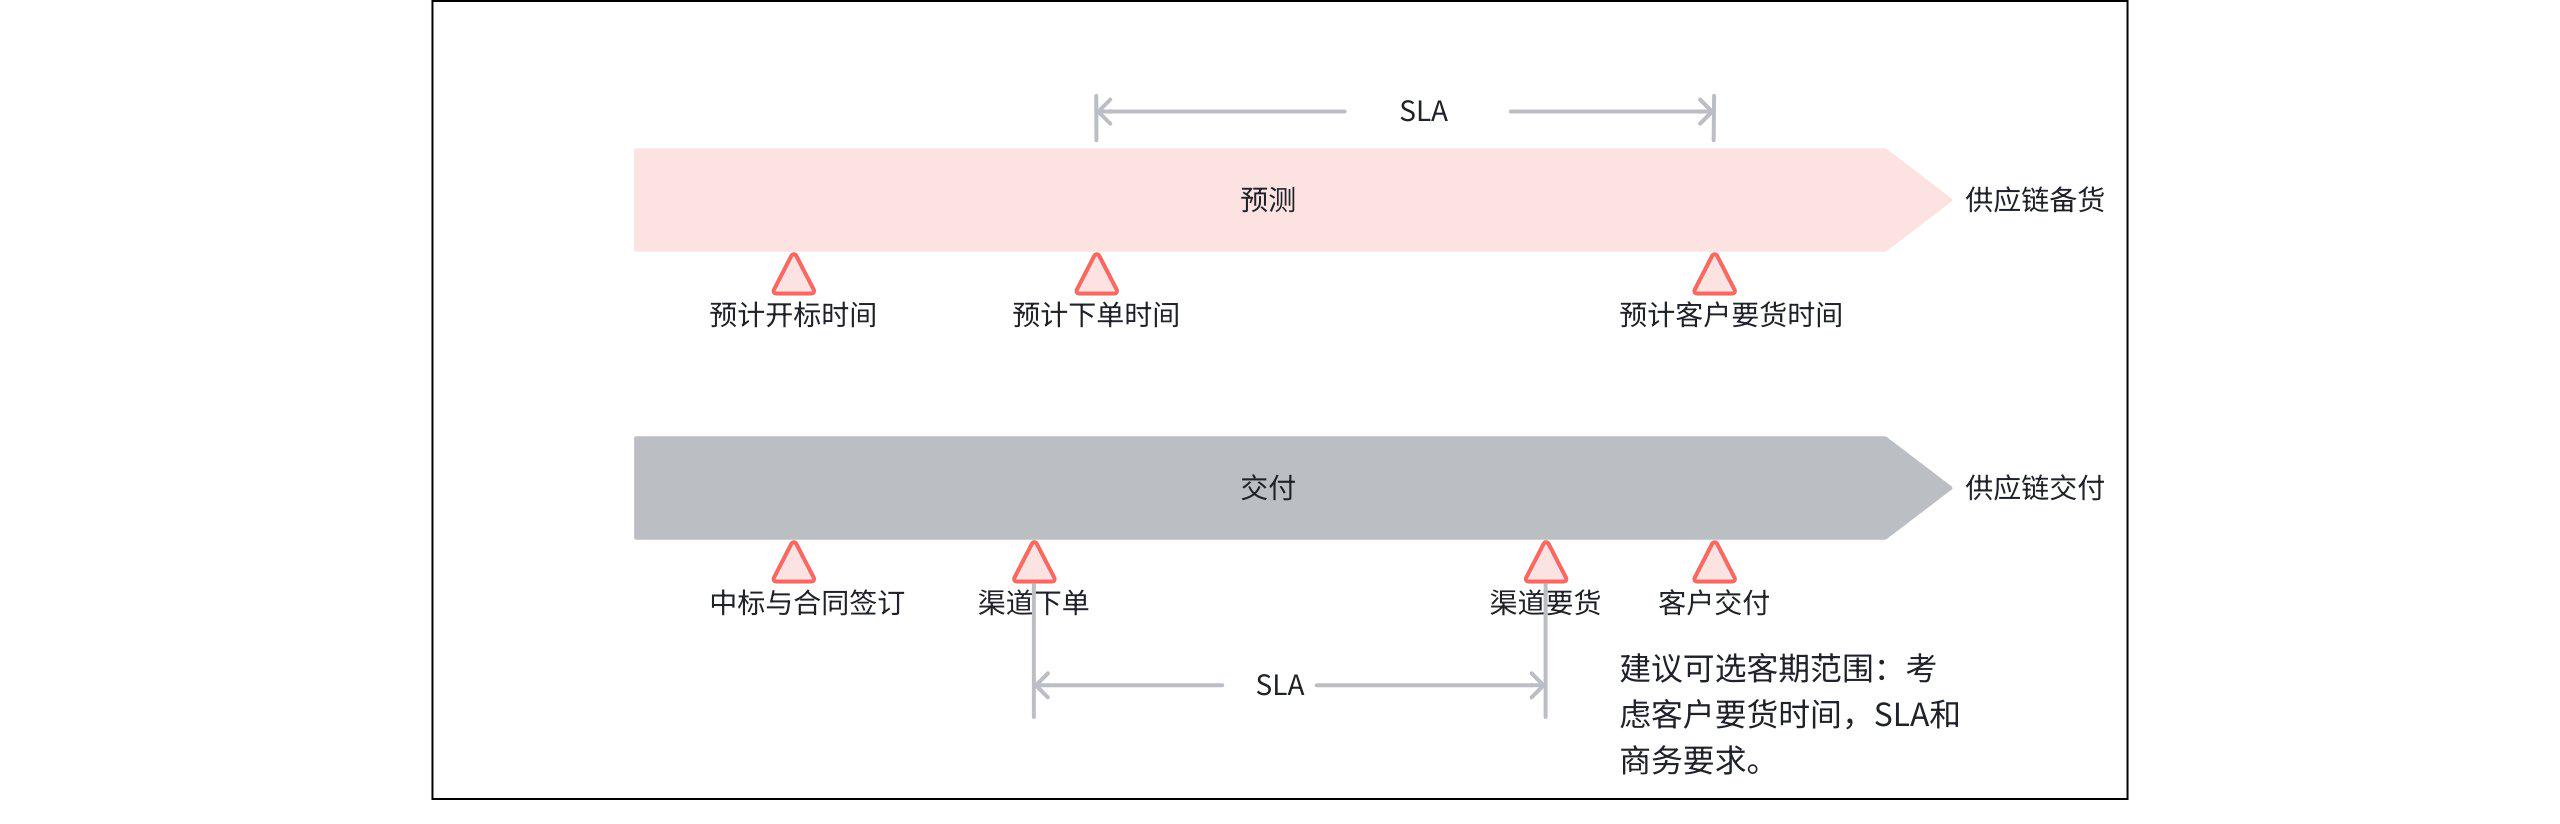 SLA
预测
供应链备货
预计开标时间
预计下单时间
预计客户要货时间
交付
供应链交付
中标与合同签订
渠道下单
渠道要货
客户交付
SLA
建议可选客期范围：考
虑客户要货时间，SLA和
商务要求。